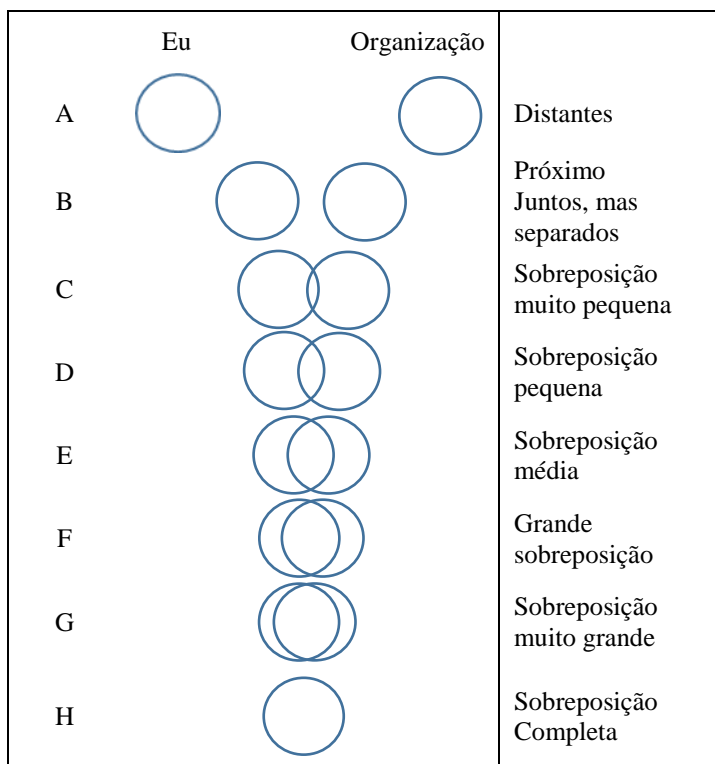 Eu Organização
A Distantes
Próximo
B Juntos, mas
separados
C Sobreposição
muito pequena
D Sobreposição
pequena
E Sobreposição
média
F Grande
sobreposição
G Sobreposição
muito grande
H Sobreposição
Completa